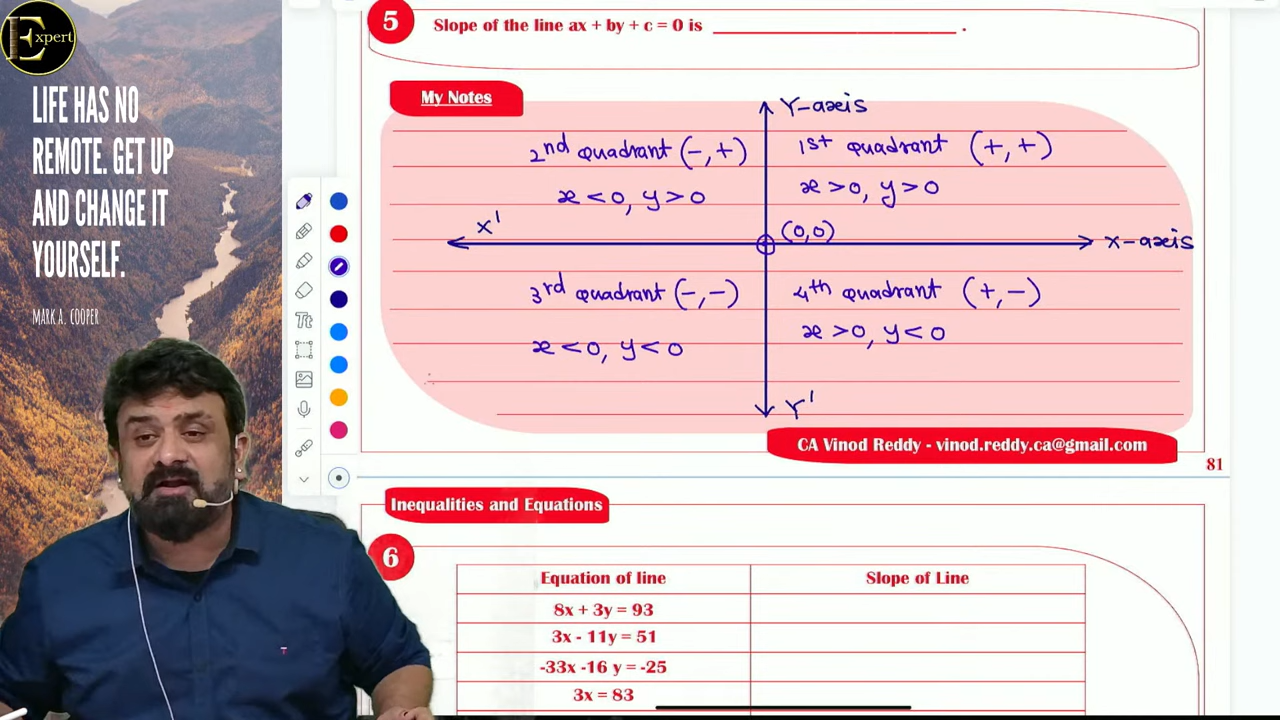 Expert
LIFE HAS NO
REMOTE. GET UP
AND CHANGE IT
YOURSELF.
MARK A. COOPER
5
Slope of the line ax + by + c = 0 is ____________________ .
My Notes
Y-axis
2nd quadrant (-,+)
1st quadrant (+,+)
x<0, y>0
x>0, y>0
x'
(0,0)
x-axis
3rd quadrant (-,-)
4th quadrant (+,-)
x<0, y<0
x>0, y<0
Y'
CA Vinod Reddy - vinod.reddy.ca@gmail.com
81
Inequalities and Equations
6
Equation of line
Slope of Line
8x + 3y = 93
3x - 11y = 51
-33x -16 y = -25
3x = 83
Tt
T